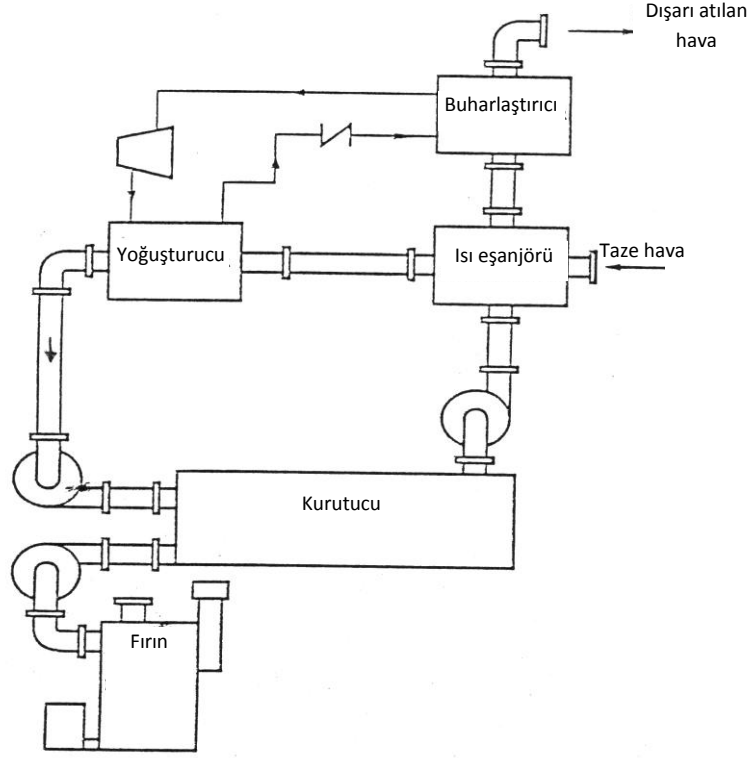 Dışarı atılan
hava
Buharlaştırıcı
Yoğuşturucu
Isı eşanjörü
Taze hava
Kurutucu
Fırın